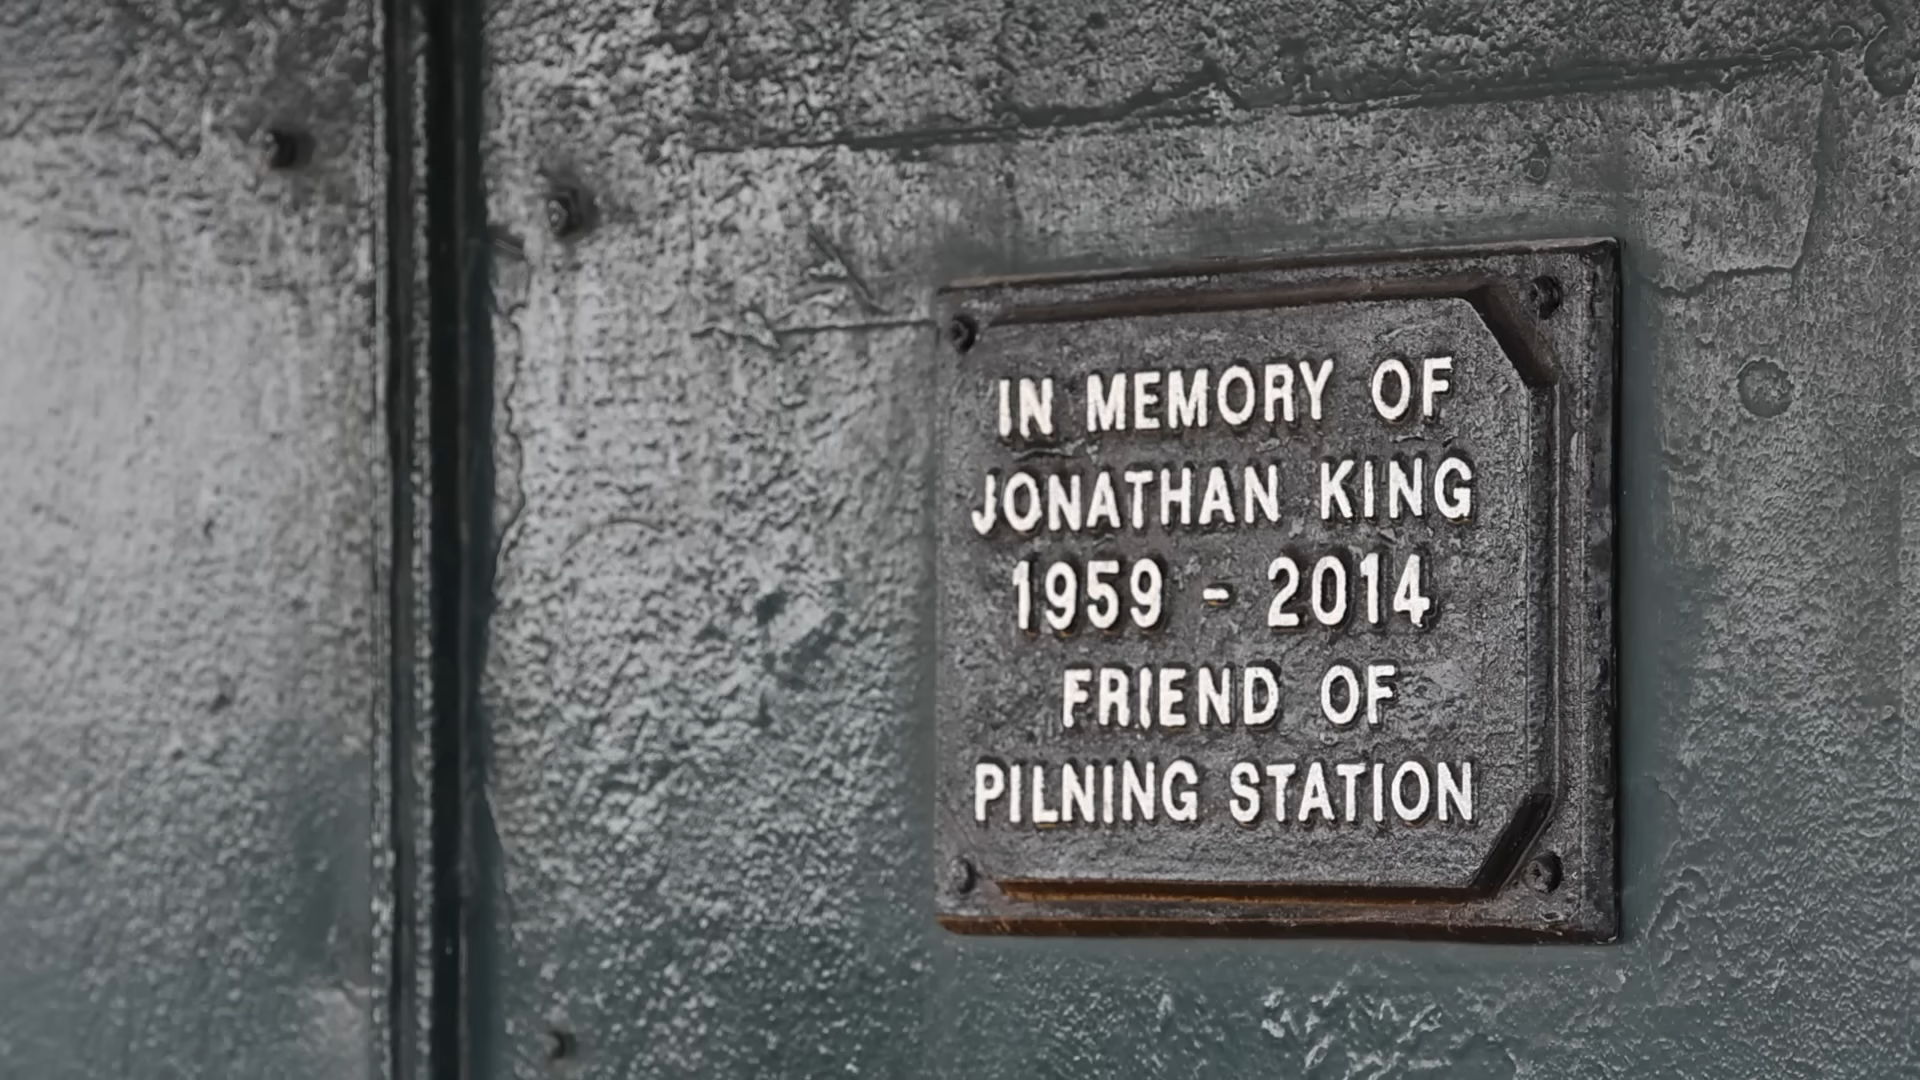 IN MEMORY OF
JONATHAN KING
1959 - 2014
FRIEND OF
PILNING STATION